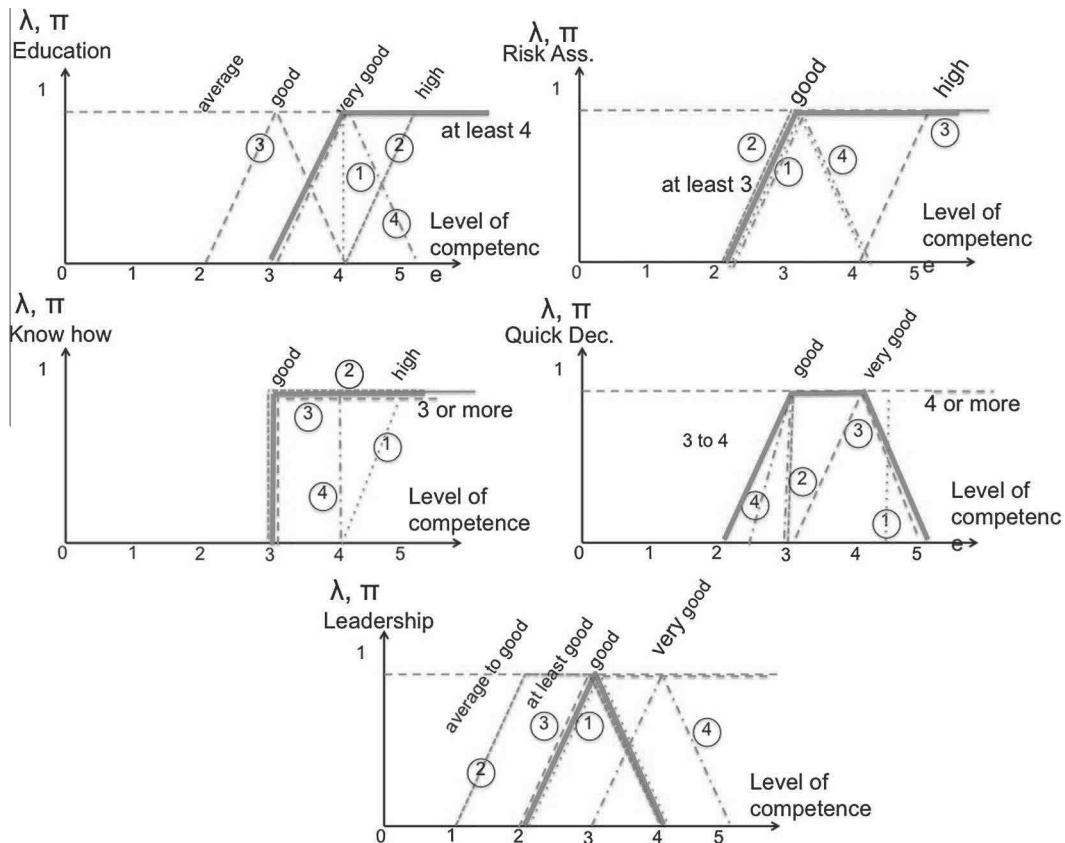 λ, π
Education
1
average
good
very good
high
at least 4
3
2
1
4
Level of
competenc
e
0 1 2 3 4 5
λ, π
Risk Ass.
1
good
high
3
2
1
4
at least 3
Level of
competenc
e
0 1 2 3 4 5
λ, π
Know how
1
good
2
high
3 or more
3
1
4
Level of
competence
0 1 2 3 4 5
λ, π
Quick Dec.
1
good
very good
4 or more
3 to 4
3
2
4
1
Level of
competenc
e
0 1 2 3 4 5
λ, π
Leadership
1
average to good
at least good
good
very good
3
1
4
2
Level of
competence
0 1 2 3 4 5